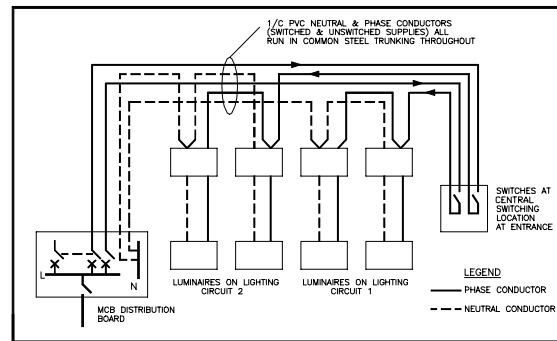 1/C PVC NEUTRAL & PHASE CONDUCTORS
(SWITCHED & UNSWITCHED SUPPLIES) ALL
RUN IN COMMON STEEL TRUNKING THROUGHOUT
SWITCHES AT
CENTRAL
SWITCHING
LOCATION
AT ENTRANCE
L
N
LUMINAIRES ON LIGHTING
CIRCUIT 2
LUMINAIRES ON LIGHTING
CIRCUIT 1
MCB DISTRIBUTION
BOARD
LEGEND
PHASE CONDUCTOR
NEUTRAL CONDUCTOR